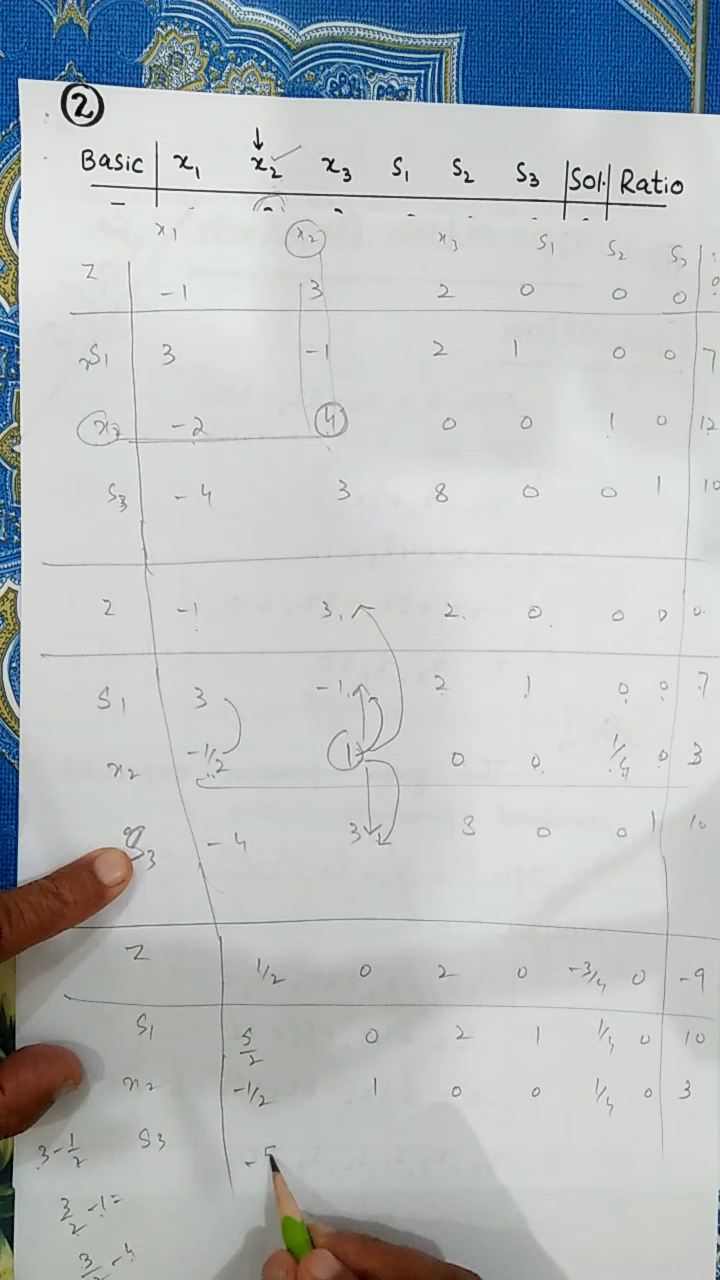 2
↓
Basic x₁ x₂ ✓ x₃ S₁ S₂ S₃ Sol. Ratio
x₁ x₂ x₃ S₁ S₂ S₃
Z -1 3 2 0 0 0
S₁ 3 -1 2 1 0 0 7
x₂ -2 4 0 0 1 0 12
S₃ -4 3 8 0 0 1 10
Z -1 3 2 0 0 0 0
S₁ 3 -1 2 1 0 0 7
x₂ -1/2 1 0 0 1/4 0 3
S₃ -4 3 8 0 0 1 10
Z 1/2 0 2 0 -3/4 0 -9
S₁ 5/2 0 2 1 1/4 0 10
x₂ -1/2 1 0 0 1/4 0 3
3-1/2 S₃ -5
3/2 -1=
3/2 -4